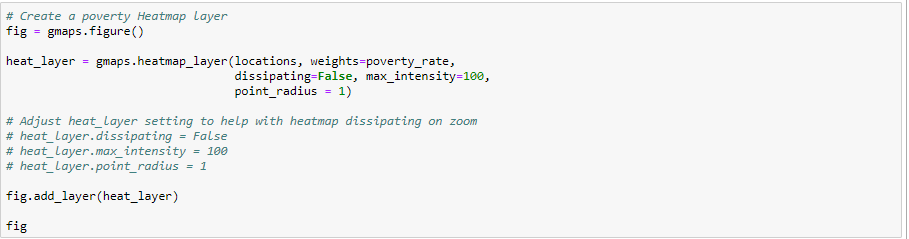 # Create a poverty Heatmap layer
fig = gmaps.figure()
heat_layer = gmaps.heatmap_layer(locations, weights=poverty_rate,
                                 dissipating=False, max_intensity=100,
                                 point_radius = 1)
# Adjust heat_layer setting to help with heatmap dissipating on zoom
# heat_layer.dissipating = False
# heat_layer.max_intensity = 100
# heat_layer.point_radius = 1
fig.add_layer(heat_layer)
fig